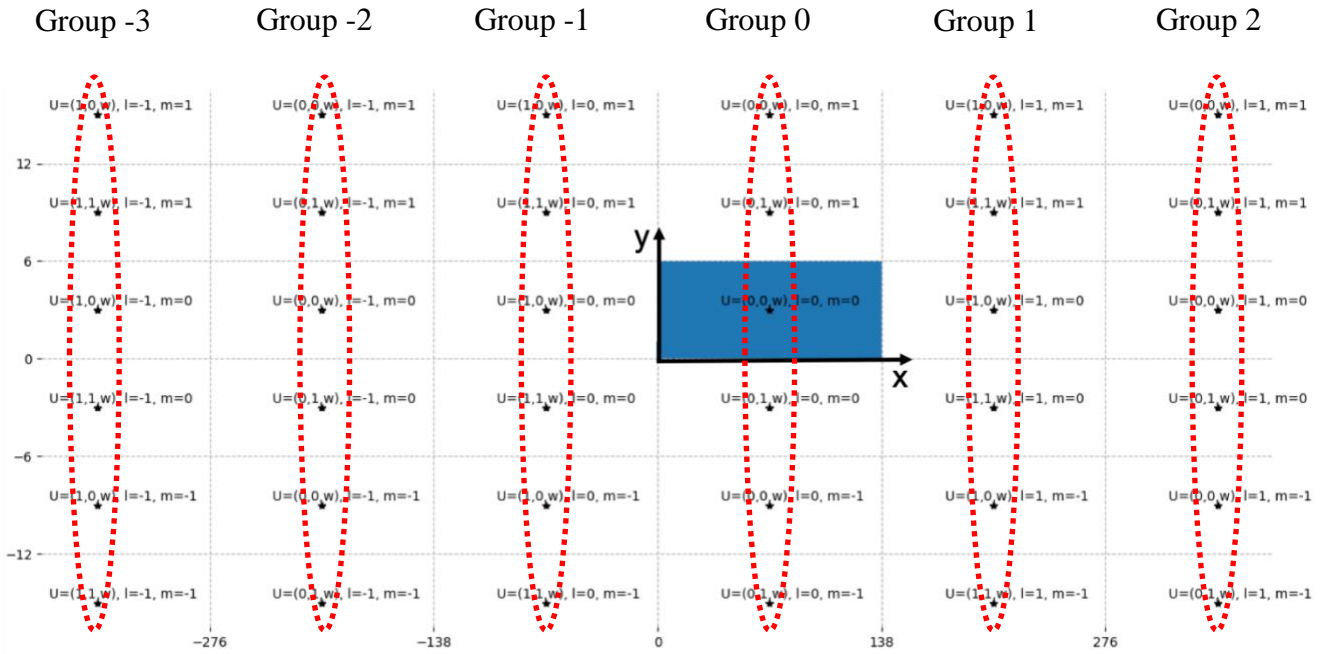 Group -3 Group -2 Group -1 Group 0 Group 1 Group 2
U=(1,0,w), l=-1, m=1 U=(0,0,w), l=-1, m=1 U=(1,0,w), l=0, m=1 U=(0,0,w), l=0, m=1 U=(1,0,w), l=1, m=1 U=(0,0,w), l=1, m=1
12
U=(1,1,w), l=-1, m=1 U=(0,1,w), l=-1, m=1 U=(1,1,w), l=0, m=1 U=(0,1,w), l=0, m=1 U=(1,1,w), l=1, m=1 U=(0,1,w), l=1, m=1
y
6
U=(1,0,w), l=-1, m=0 U=(0,0,w), l=-1, m=0 U=(1,0,w), l=0, m=0 U=(0,0,w), l=0, m=0 U=(1,0,w), l=1, m=0 U=(0,0,w), l=1, m=0
0
x
U=(1,1,w), l=-1, m=0 U=(0,1,w), l=-1, m=0 U=(1,1,w), l=0, m=0 U=(0,1,w), l=0, m=0 U=(1,1,w), l=1, m=0 U=(0,1,w), l=1, m=0
−6
U=(1,0,w), l=-1, m=-1 U=(0,0,w), l=-1, m=-1 U=(1,0,w), l=0, m=-1 U=(0,0,w), l=0, m=-1 U=(1,0,w), l=1, m=-1 U=(0,0,w), l=1, m=-1
−12
U=(1,1,w), l=-1, m=-1 U=(0,1,w), l=-1, m=-1 U=(1,1,w), l=0, m=-1 U=(0,1,w), l=0, m=-1 U=(1,1,w), l=1, m=-1 U=(0,1,w), l=1, m=-1
−276 −138 0 138 276